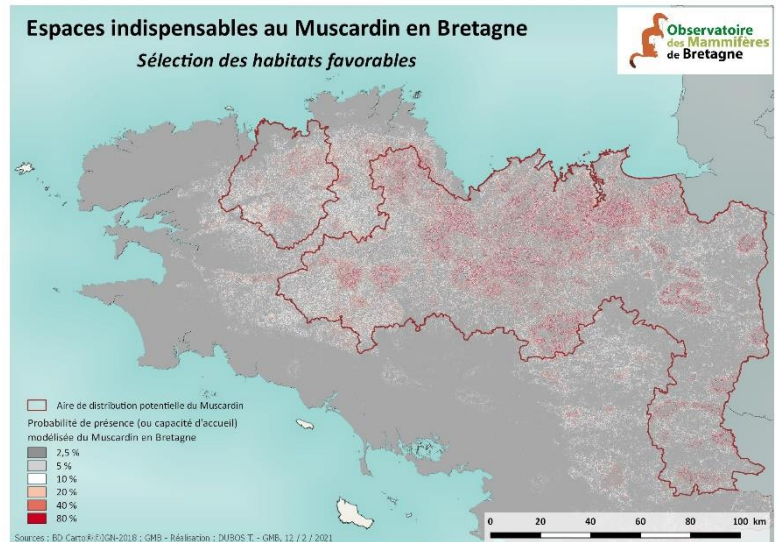 Espaces indispensables au Muscardin en Bretagne
Sélection des habitats favorables
Observatoire
des Mammifères
de Bretagne
Aire de distribution potentielle du Muscardin
Probabilité de présence (ou capacité d'accueil)
modélisée du Muscardin en Bretagne
2,5 %
5 %
10 %
20 %
40 %
80 %
0 20 40 60 80 100 km
Sources : BD Carto®©IGN-2018 ; GMB - Réalisation : DUBOS T. - GMB, 12 / 2 / 2021